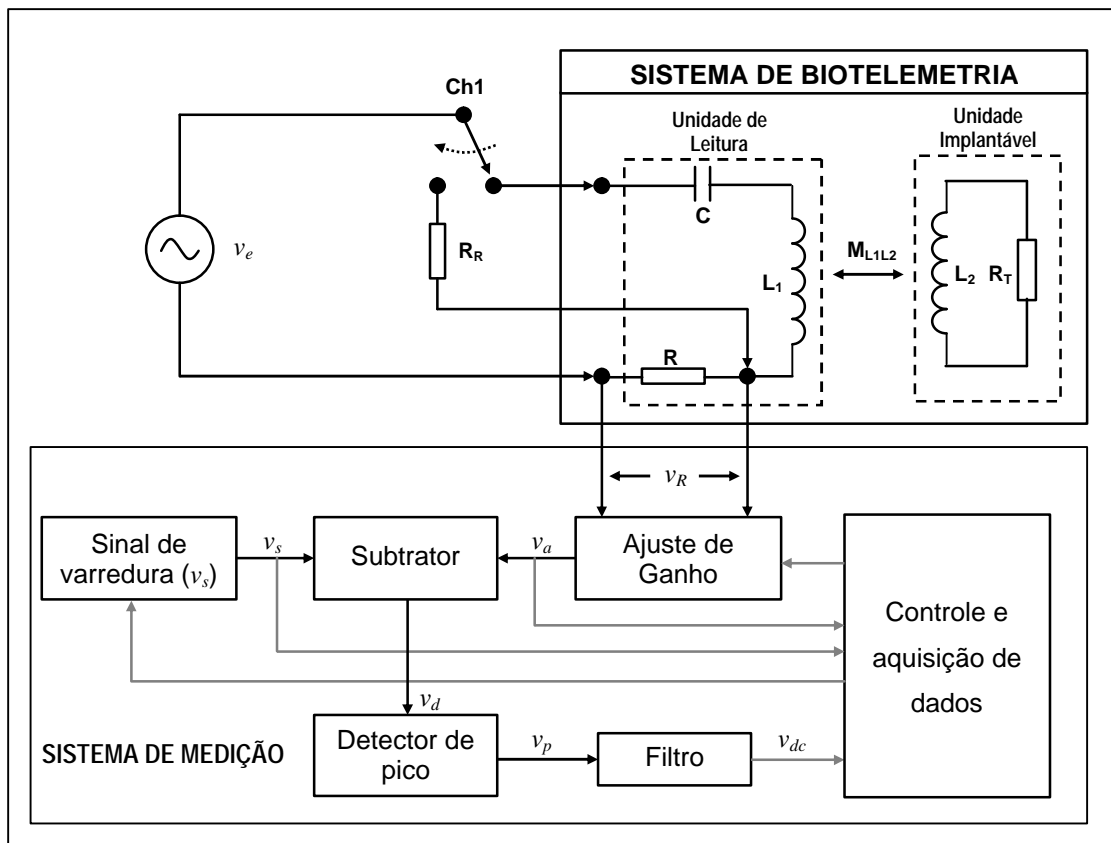 SISTEMA DE BIOTELEMETRIA
Ch1
Unidade de
Leitura
Unidade
Implantável
C
v_e
R_R
L_1
M_L1L2
L_2
R_T
R
v_R
Sinal de
varredura (v_s)
v_s
Subtrator
v_a
Ajuste de
Ganho
Controle e
aquisição de
dados
v_d
SISTEMA DE MEDIÇÃO
Detector de
pico
v_p
Filtro
v_dc